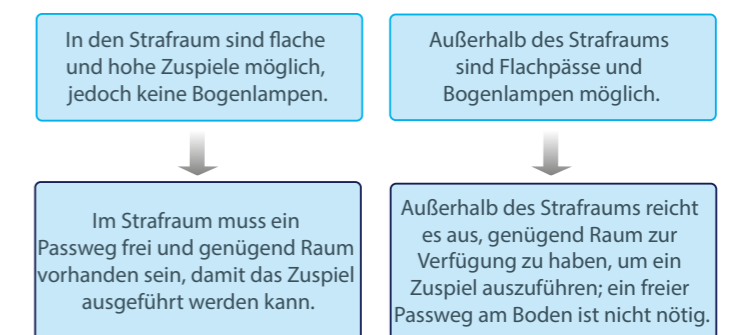 In den Strafraum sind flache
und hohe Zuspiele möglich,
jedoch keine Bogenlampen.
Außerhalb des Strafraums
sind Flachpässe und
Bogenlampen möglich.
Im Strafraum muss ein
Passweg frei und genügend Raum
vorhanden sein, damit das Zuspiel
ausgeführt werden kann.
Außerhalb des Strafraums reicht
es aus, genügend Raum zur
Verfügung zu haben, um ein
Zuspiel auszuführen; ein freier
Passweg am Boden ist nicht nötig.